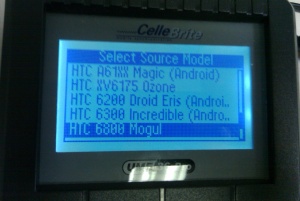 CelleBrite
Select Source Model
HTC A61XX Magic (Android)
HTC XV6175 Ozone
HTC 6200 Droid Eris (Androi..
HTC 6300 Incredible (Andro..
HTC 6800 Mogul